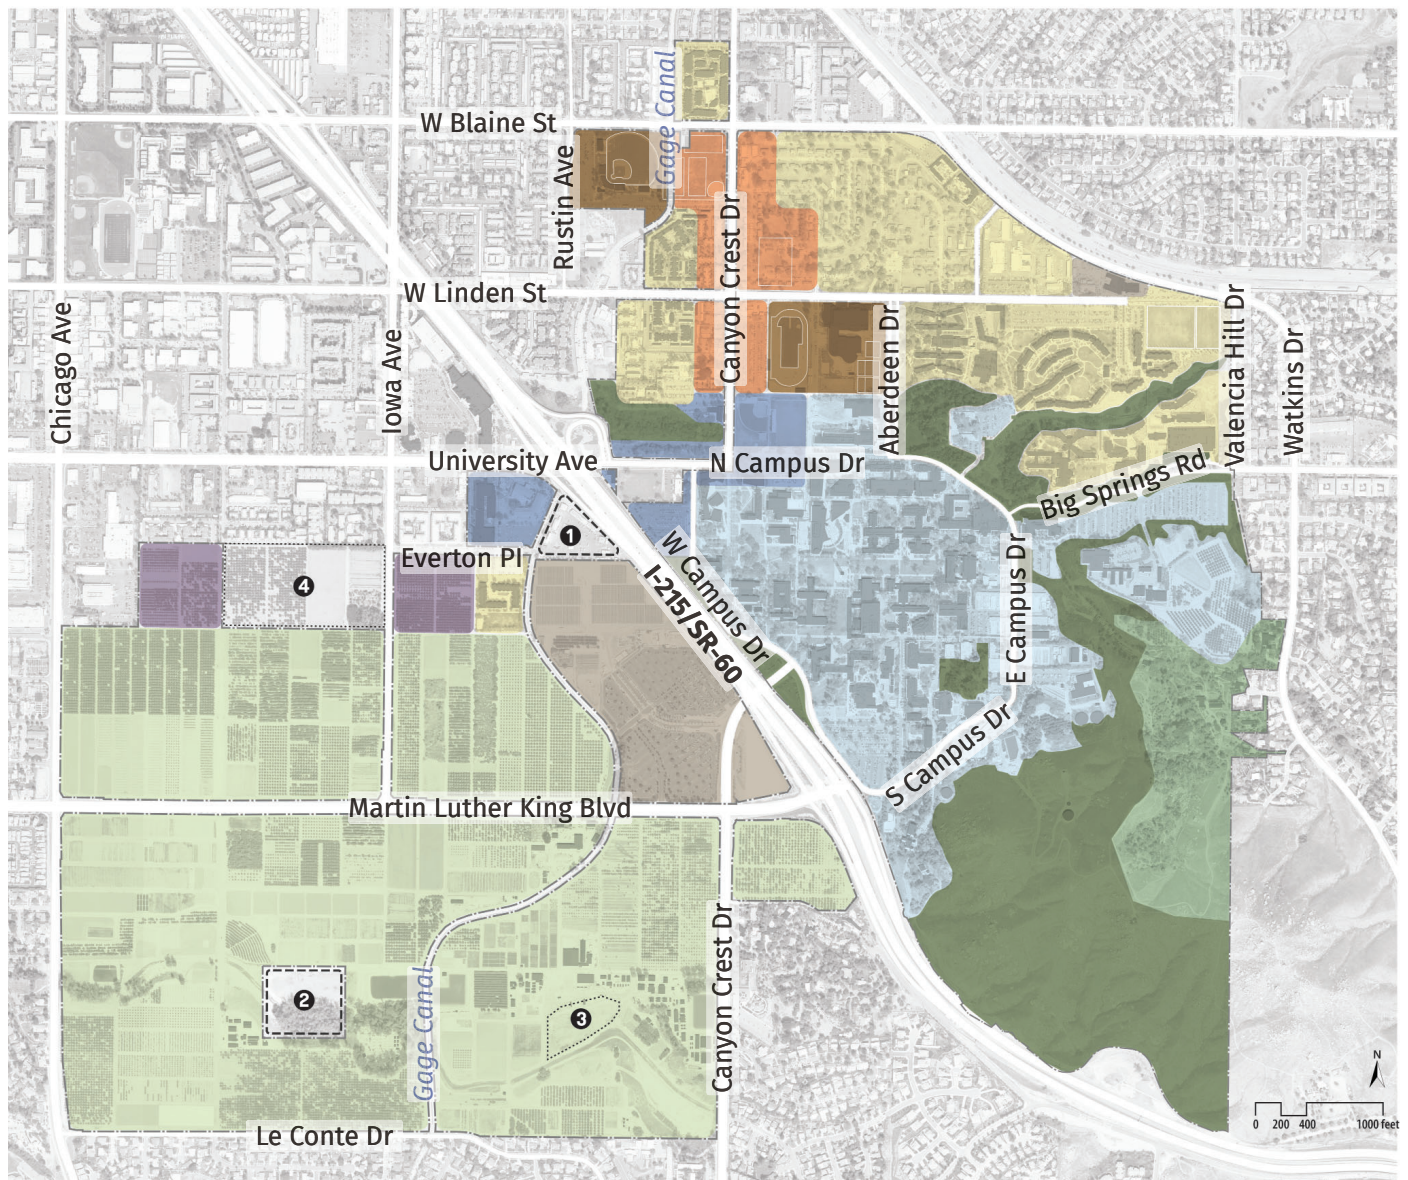 Gage Canal
W Blaine St
Rustin Ave
Canyon Crest Dr
W Linden St
Chicago Ave
Iowa Ave
Aberdeen Dr
Valencia Hill Dr
Watkins Dr
University Ave
N Campus Dr
Big Springs Rd
1
Everton Pl
W Campus Dr
I-215/SR-60
4
E Campus Dr
S Campus Dr
Martin Luther King Blvd
Gage Canal
2
3
Canyon Crest Dr
Le Conte Dr
N
0 200 400 1000 feet